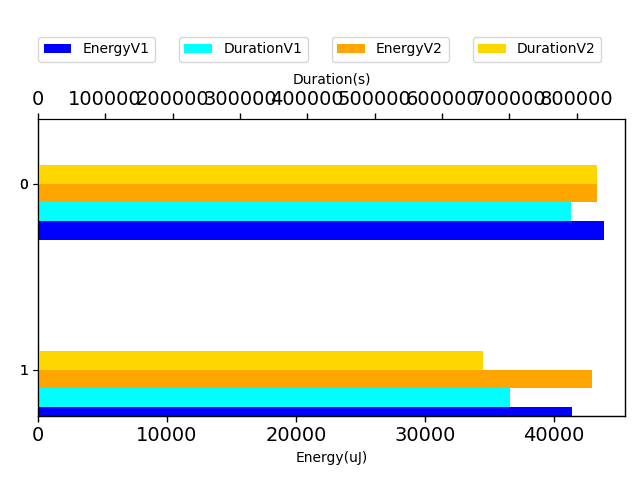 EnergyV1 DurationV1 EnergyV2 DurationV2
Duration(s)
0 100000 200000 300000 400000 500000 600000 700000 800000
0
1
0 10000 20000 30000 40000
Energy(uJ)